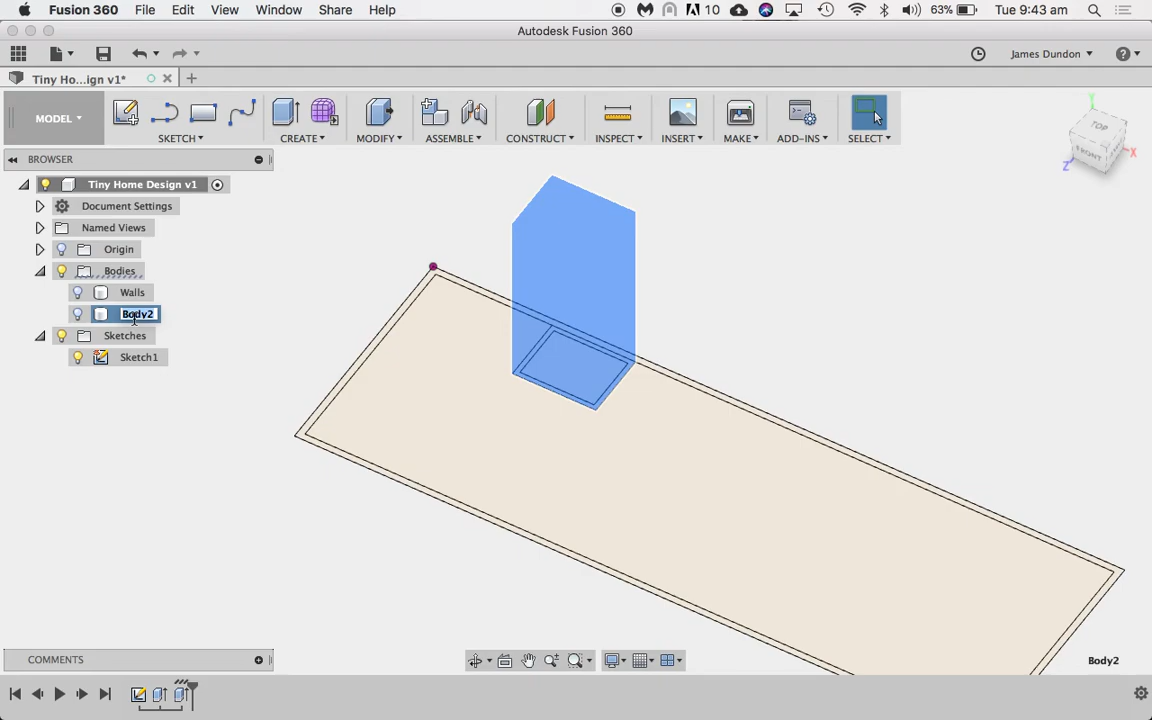 Fusion 360 File Edit View Window Share Help 10 63% Tue 9:43 am
Autodesk Fusion 360
James Dundon
Tiny Ho...ign v1*
MODEL
SKETCH CREATE MODIFY ASSEMBLE CONSTRUCT INSPECT INSERT MAKE ADD-INS SELECT
BROWSER
Tiny Home Design v1
Document Settings
Named Views
Origin
Bodies
Walls
Body2
Sketches
Sketch1
TOP
FRONT
Y
X
Z
COMMENTS
Body2